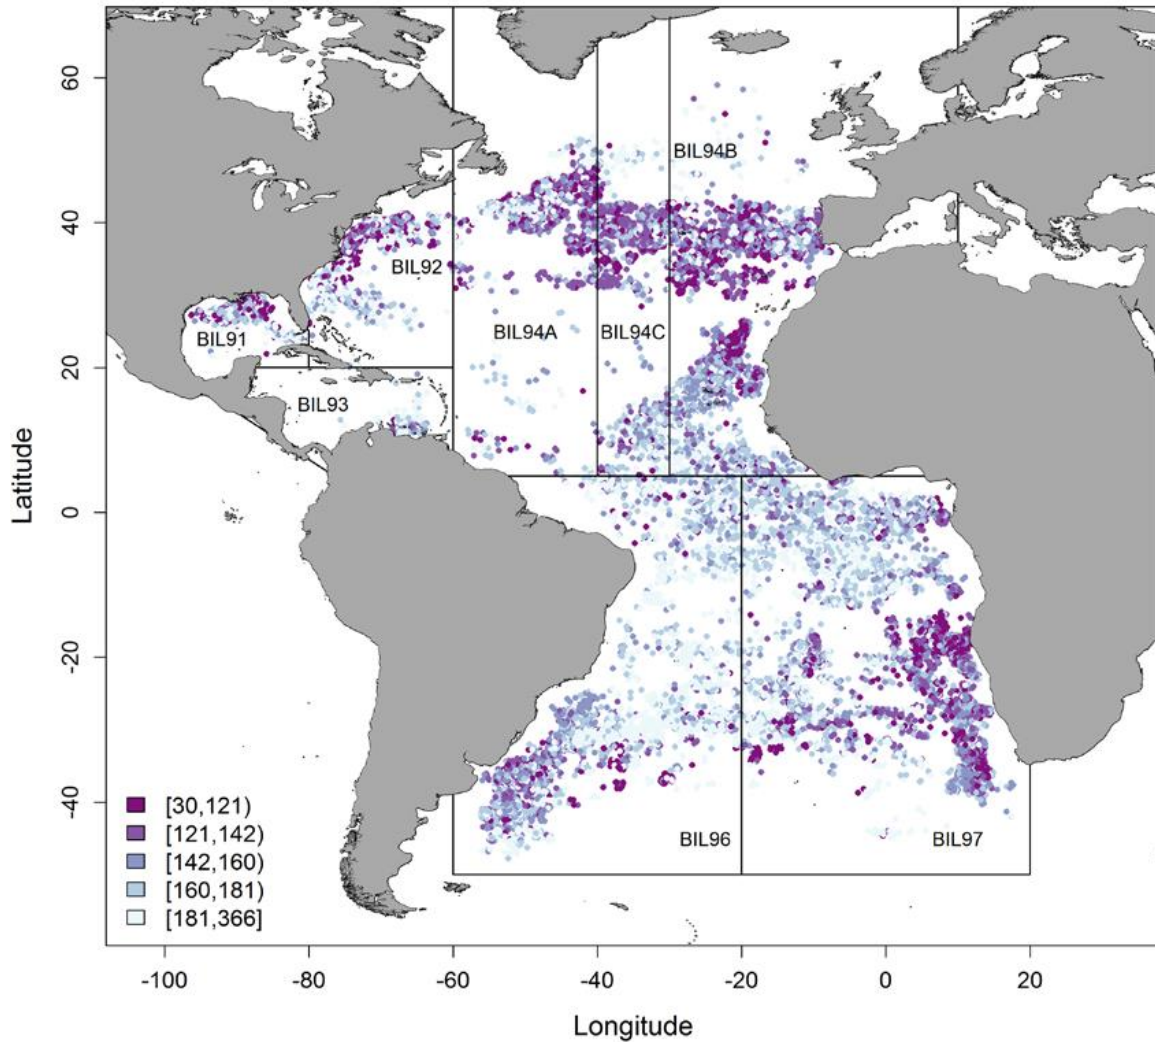 60
40
20
0
-20
-40
Latitude
BIL94B
BIL92
BIL91
BIL94A
BIL94C
BIL93
BIL96
BIL97
[30,121)
[121,142)
[142,160)
[160,181)
[181,366]
-100
-80
-60
-40
-20
0
20
Longitude